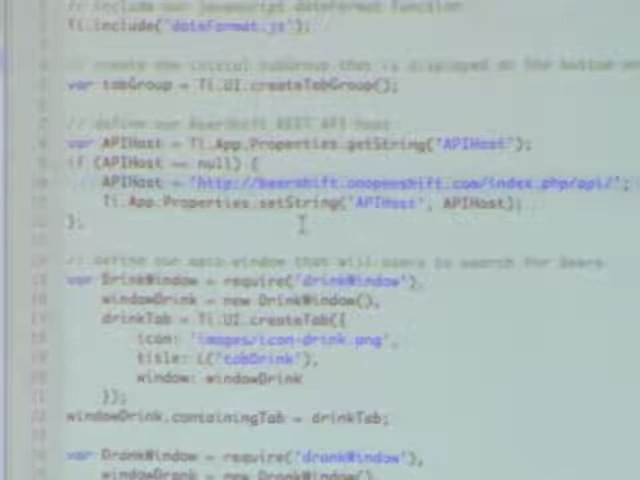 // include our javascript dateFormat function
Ti.include('dateFormat.js');
// create the initial tabGroup that is displayed at the bottom
var tabGroup = Ti.UI.createTabGroup();
// define our BeerShift REST API host
var APIHost = Ti.App.Properties.getString('APIHost');
if (APIHost == null) {
APIHost = 'http://beershift.onopenshift.com/index.php/api/';
Ti.App.Properties.setString('APIHost', APIHost);
};
// define our main window that will users to search for Beers
var DrinkWindow = require('drinkWindow'),
windowDrink = new DrinkWindow(),
drinkTab = Ti.UI.createTab({
icon: 'images/icon-drink.png',
title: L('tabDrink'),
window: windowDrink
});
windowDrink.containingTab = drinkTab;
var DrankWindow = require('drankWindow'),
windowDrank = new DrankWindow(),